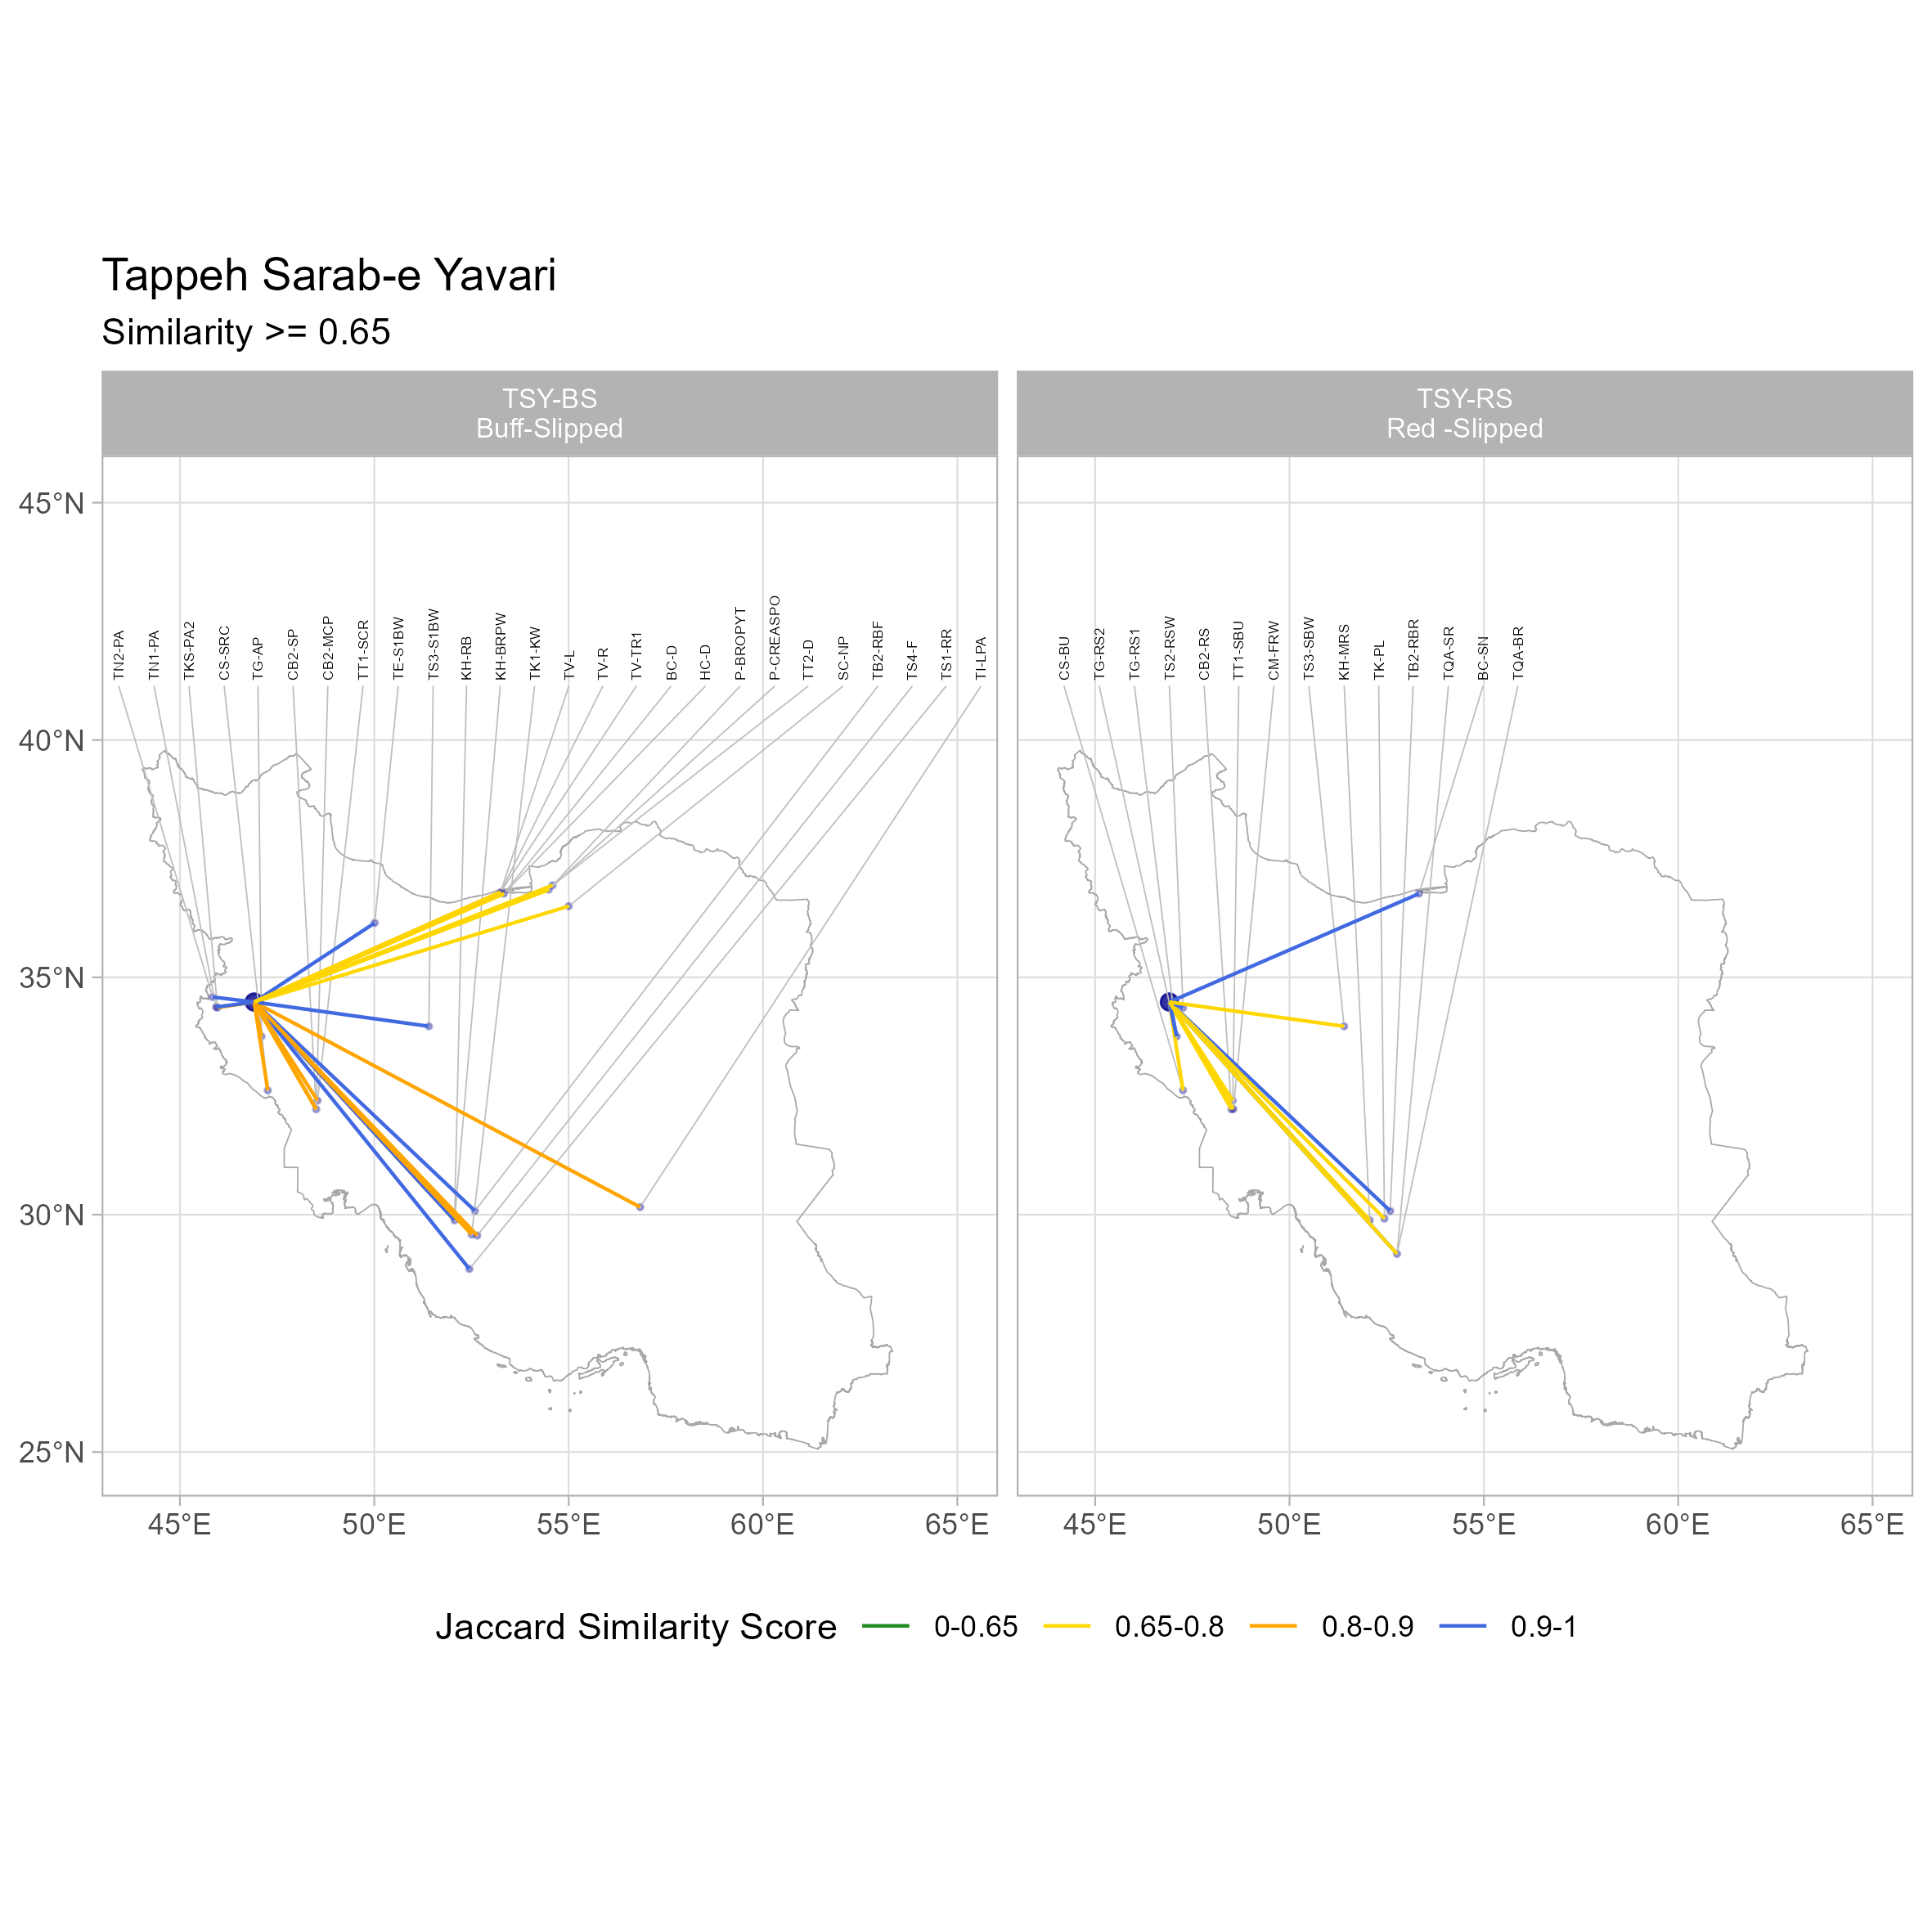 Tappeh Sarab-e Yavari
Similarity >= 0.65
TSY-BS
Buff-Slipped
TSY-RS
Red -Slipped
45°N
40°N
35°N
30°N
25°N
TN2-PA
TN1-PA
TKS-PA2
CS-SRC
TG-AP
CB2-SP
CB2-MCP
TT1-SCR
TE-S1BW
TS3-S1BW
KH-RB
KH-BRPW
TK1-KW
TV-L
TV-R
TV-TR1
BC-D
HC-D
P-BROPYT
P-CREASPO
TT2-D
SC-NP
TB2-RBF
TS4-F
TS1-RR
TI-LPA
CS-BU
TG-RS2
TG-RS1
TS2-RSW
CB2-RS
TT1-SBU
CM-FRW
TS3-SBW
KH-MRS
TK-PL
TB2-RBR
TQA-SR
BC-SN
TQA-BR
45°E 50°E 55°E 60°E 65°E
45°E 50°E 55°E 60°E 65°E
Jaccard Similarity Score 0-0.65 0.65-0.8 0.8-0.9 0.9-1